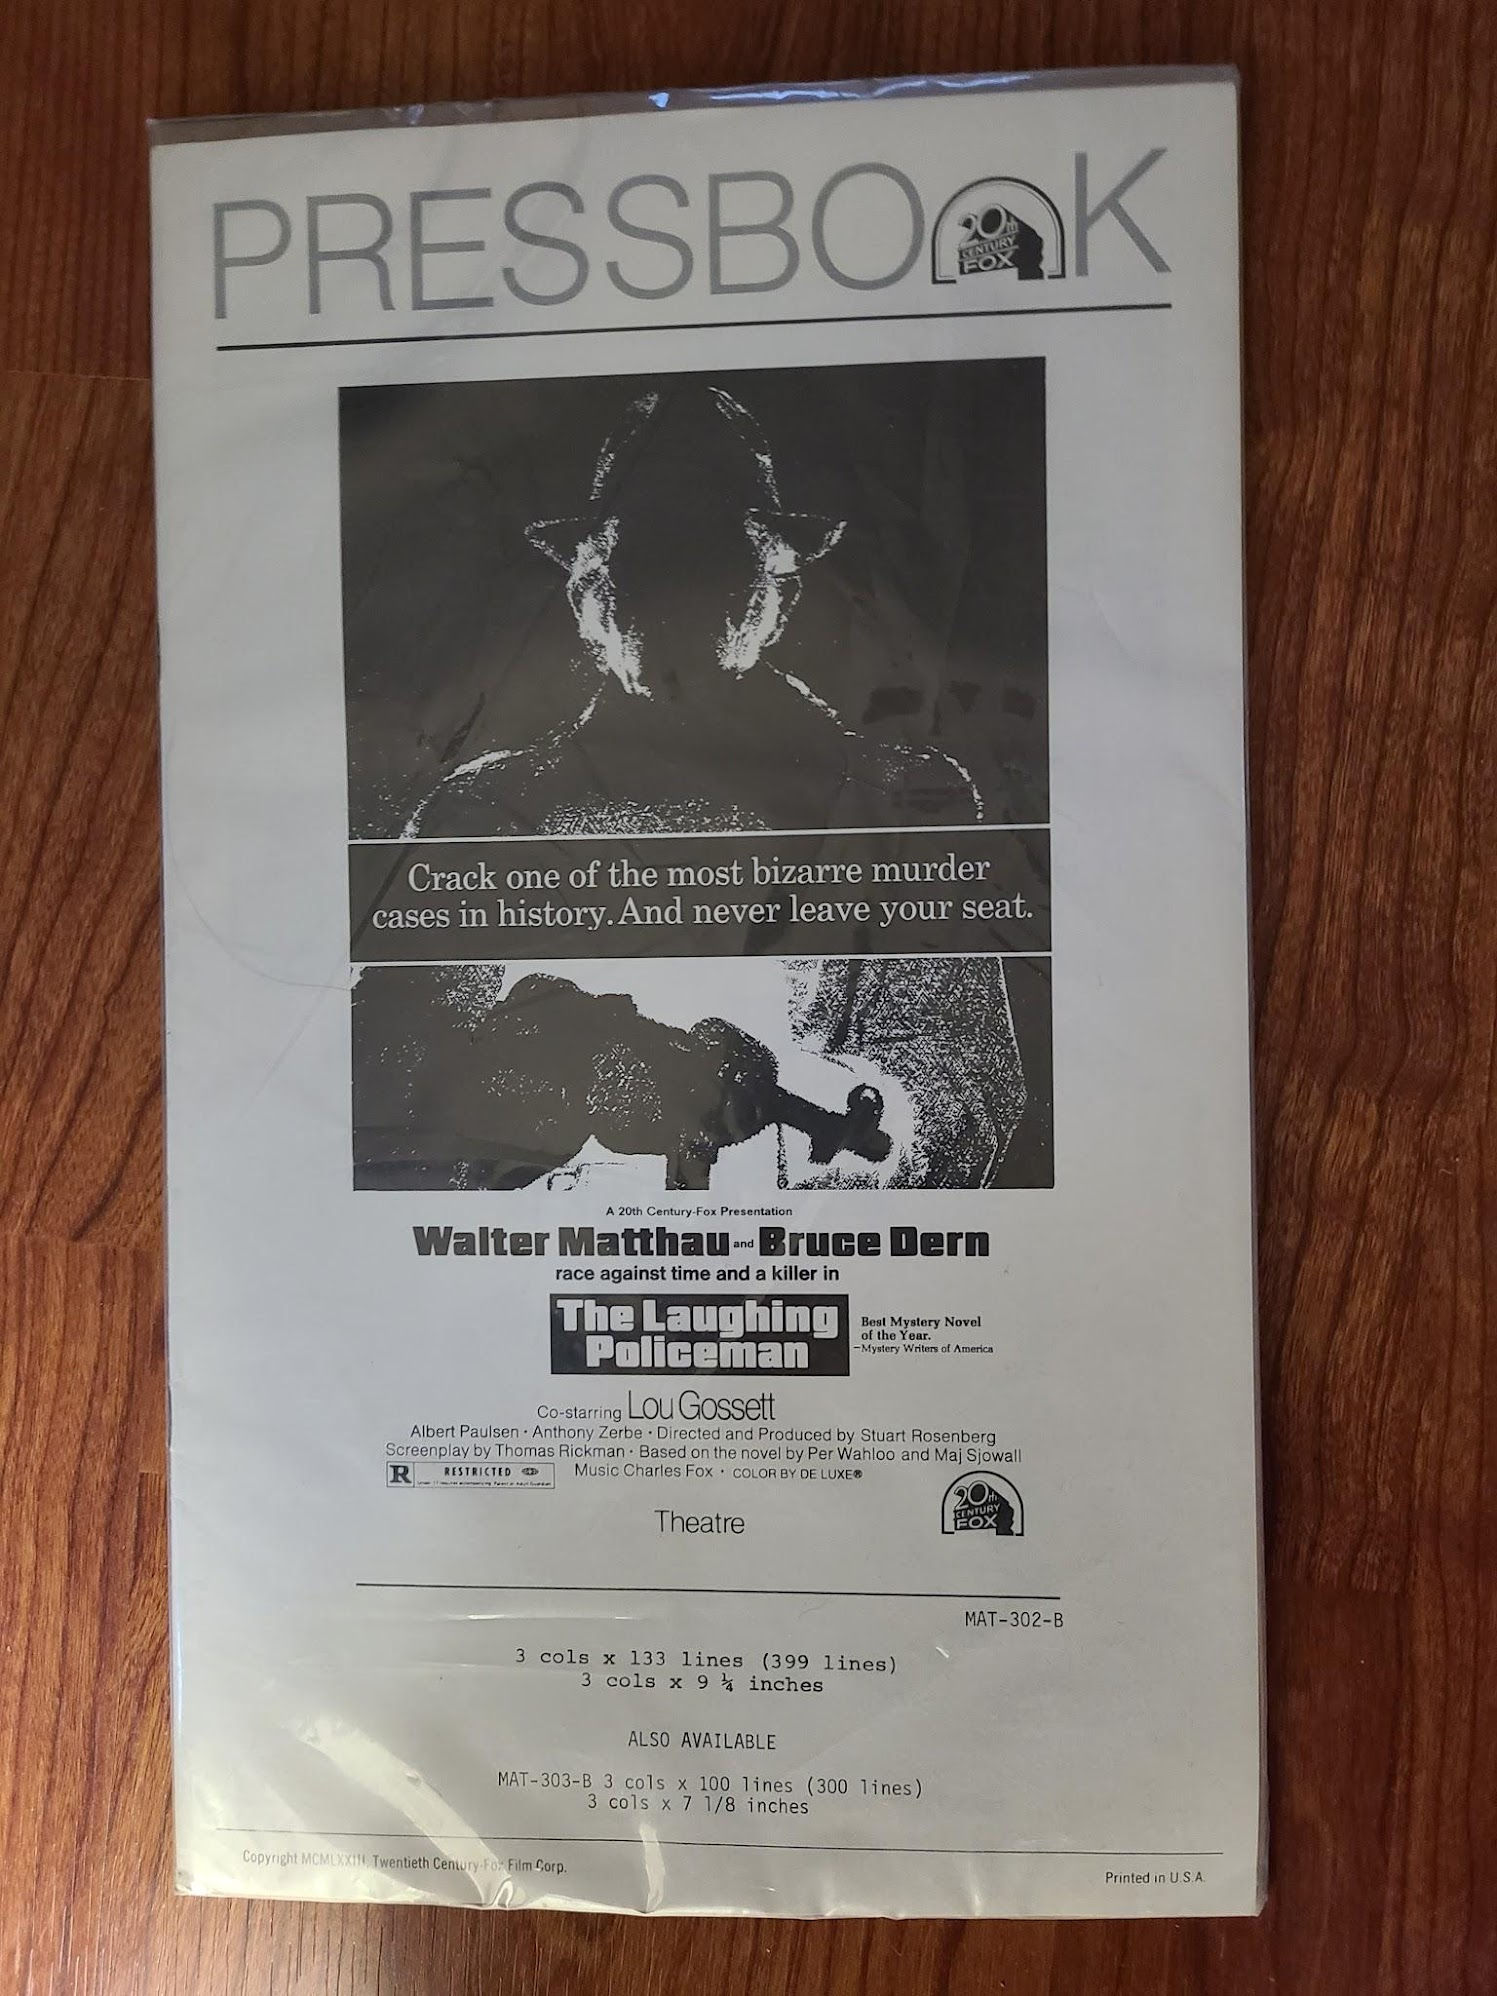 PRESSBOOK
20th
CENTURY
FOX
Crack one of the most bizarre murder
cases in history. And never leave your seat.
A 20th Century-Fox Presentation
Walter Matthau and Bruce Dern
race against time and a killer in
The Laughing
Policeman
Best Mystery Novel
of the Year.
—Mystery Writers of America
Co-starring Lou Gossett
Albert Paulsen · Anthony Zerbe · Directed and Produced by Stuart Rosenberg
Screenplay by Thomas Rickman · Based on the novel by Per Wahloo and Maj Sjowall
R RESTRICTED
Music Charles Fox · COLOR BY DE LUXE®
Theatre
20th
CENTURY
FOX
MAT-302-B
3 cols x 133 lines (399 lines)
3 cols x 9 ¼ inches
ALSO AVAILABLE
MAT-303-B 3 cols x 100 lines (300 lines)
3 cols x 7 1/8 inches
Copyright MCMLXXIII, Twentieth Century-Fox Film Corp.
Printed in U.S.A.